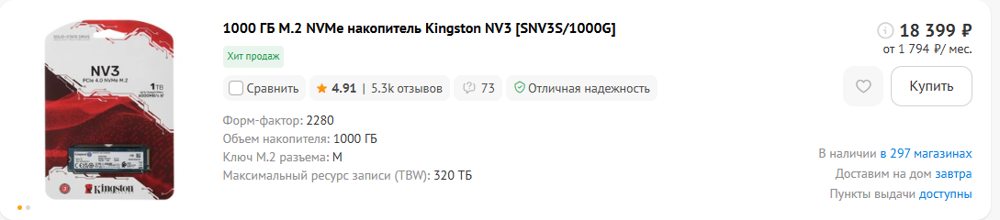 1000 ГБ M.2 NVMe накопитель Kingston NV3 [SNV3S/1000G]
Хит продаж
Сравнить
4.91 | 5.3k отзывов
73
Отличная надежность
Форм-фактор: 2280
Объем накопителя: 1000 ГБ
Ключ M.2 разъема: M
Максимальный ресурс записи (TBW): 320 ТБ
18 399 ₽
от 1 794 ₽/ мес.
Купить
В наличии в 297 магазинах
Доставим на дом завтра
Пункты выдачи доступны
SOLID-STATE DRIVE
NV3
PCIe 4.0 NVMe M.2
1TB
Kingston